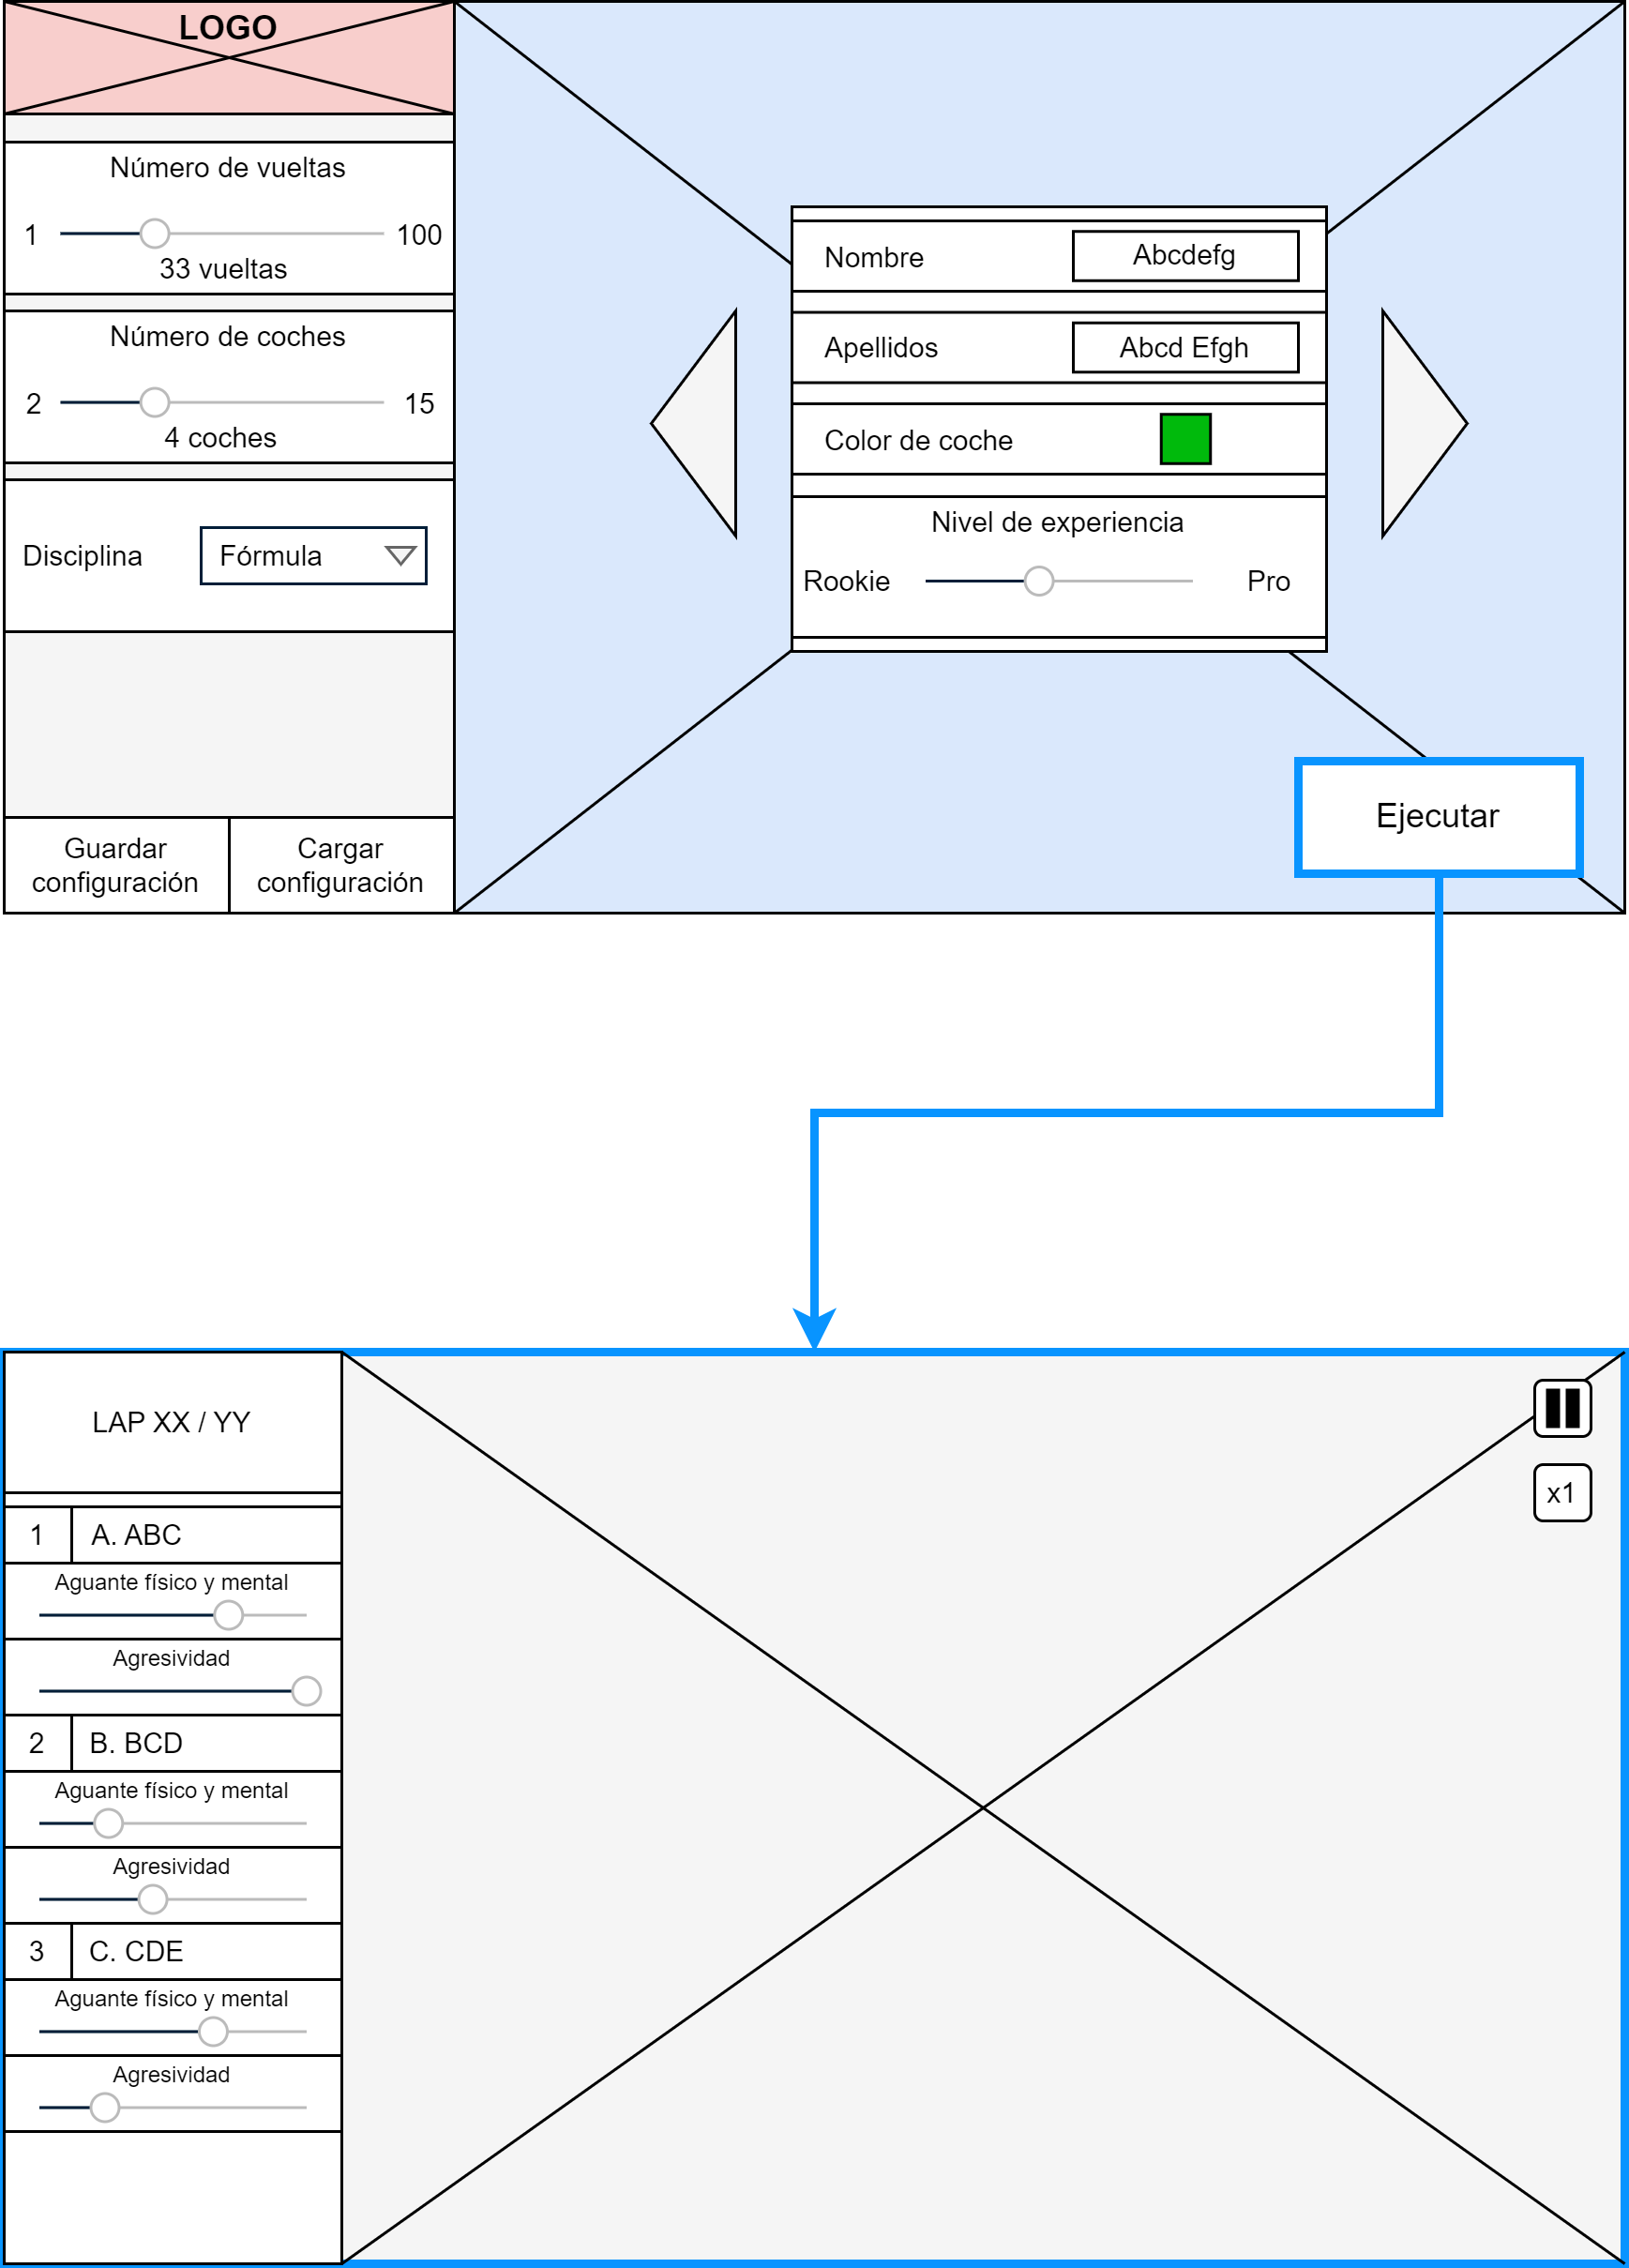 LOGO
Número de vueltas
1
100
33 vueltas
Número de coches
2
15
4 coches
Disciplina
Fórmula
Guardar
configuración
Cargar
configuración
Nombre
Abcdefg
Apellidos
Abcd Efgh
Color de coche
Nivel de experiencia
Rookie
Pro
Ejecutar
LAP XX / YY
1
A. ABC
Aguante físico y mental
Agresividad
2
B. BCD
Aguante físico y mental
Agresividad
3
C. CDE
Aguante físico y mental
Agresividad
x1